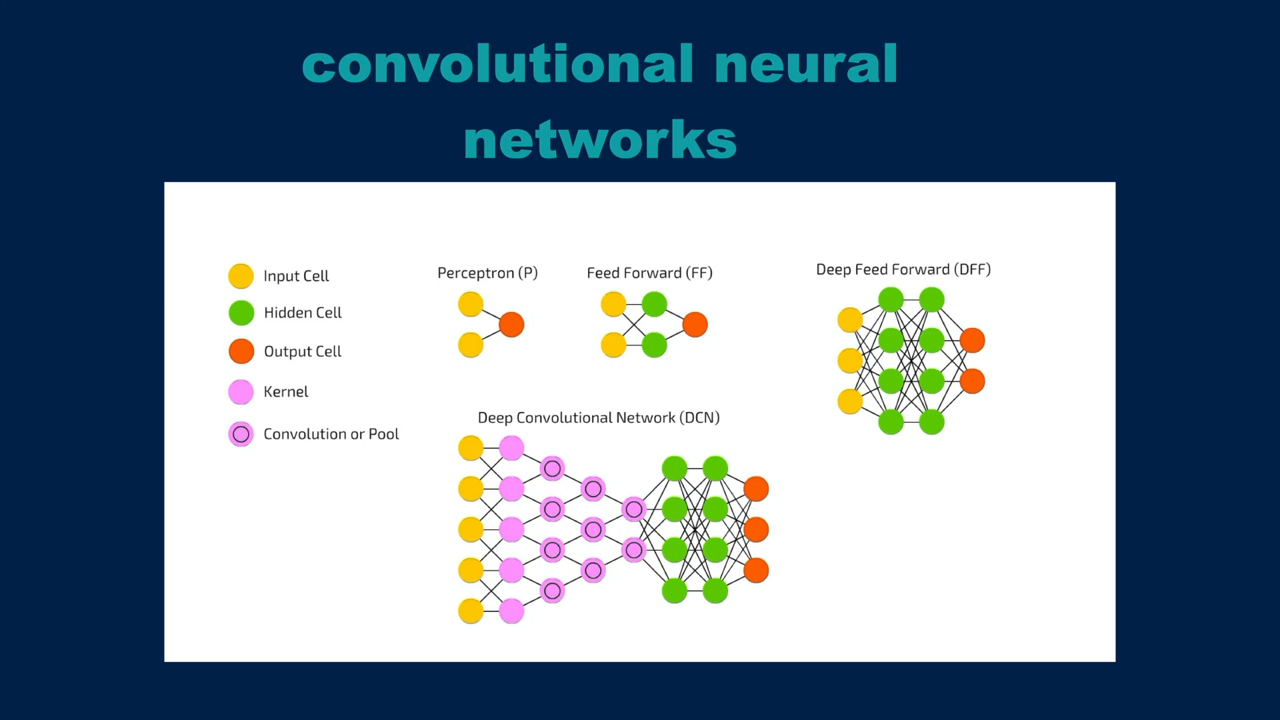 convolutional neural
networks
Input Cell
Hidden Cell
Output Cell
Kernel
Convolution or Pool
Perceptron (P)
Feed Forward (FF)
Deep Feed Forward (DFF)
Deep Convolutional Network (DCN)